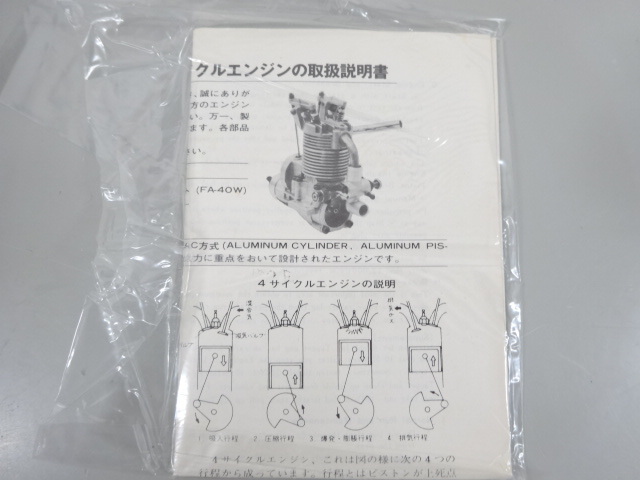 クルエンジンの取扱説明書
、誠にありが
方のエンジン
い。万一、製
ます。各部品
さい。
(FA-40W)
AC方式(ALUMINUM CYLINDER, ALUMINUM PIS-
力に重点をおいて設計されたエンジンです。
4サイクルエンジンの説明
1 吸入行程 2 圧縮行程 3 爆発・膨脹行程 4 排気行程
4サイクルエンジン、これは図の様に次の4つの
行程から成っています。行程とはピストンが上死点